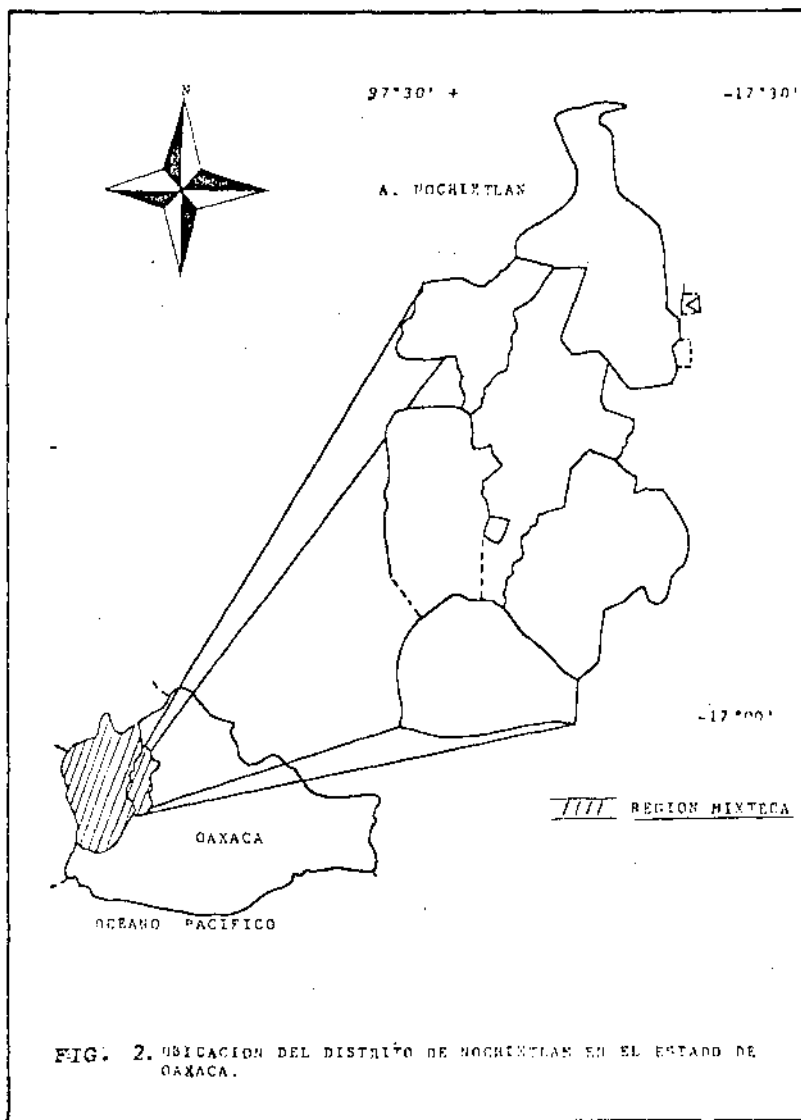 N
97°30' +
-17°30'
A. NOCHIXTLAN
-17°00'
REGION MIXTECA
OAXACA
OCEANO PACIFICO
FIG. 2. UBICACION DEL DISTRITO DE NOCHIXTLAN EN EL ESTADO DE
OAXACA.